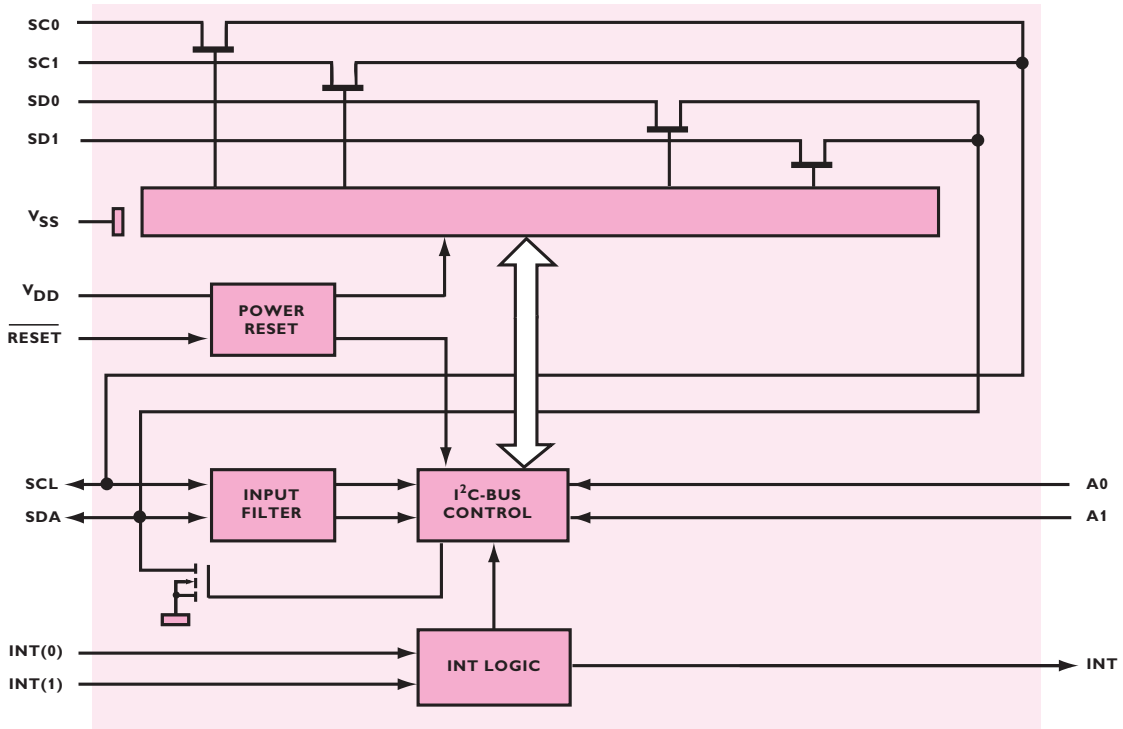 SC0
SC1
SD0
SD1
VSS
VDD
POWER
RESET
RESET
SCL
INPUT
FILTER
I²C-BUS
CONTROL
A0
SDA
A1
INT(0)
INT LOGIC
INT
INT(1)